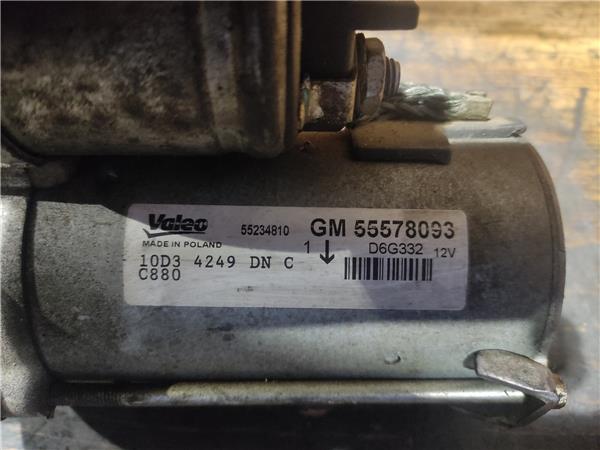 Valeo 55234810 GM 55578093
MADE IN POLAND 1 D6G332 12V
10D3 4249 DN C
C880